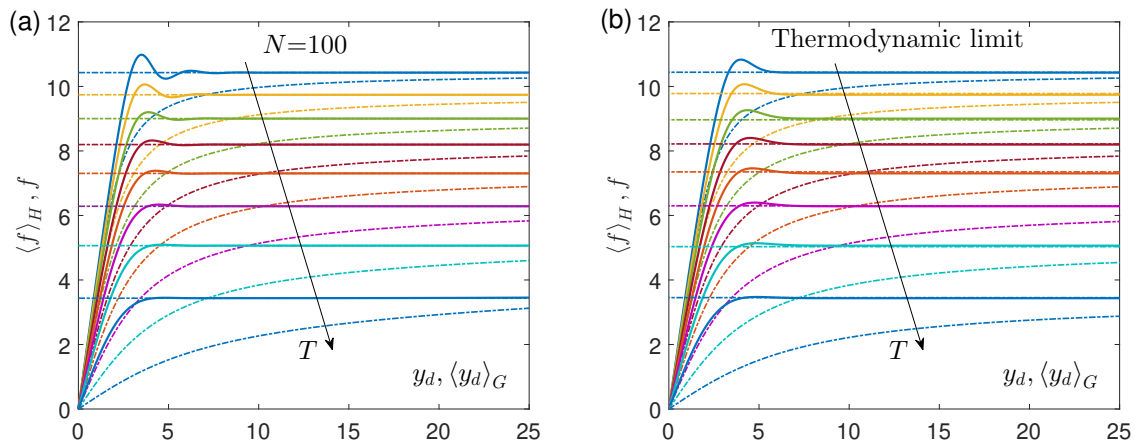 (a)
12
10
8
6
4
2
0
⟨f⟩_H, f
N=100
T
y_d, ⟨y_d⟩_G
0 5 10 15 20 25
(b)
12
10
8
6
4
2
0
⟨f⟩_H, f
Thermodynamic limit
T
y_d, ⟨y_d⟩_G
0 5 10 15 20 25